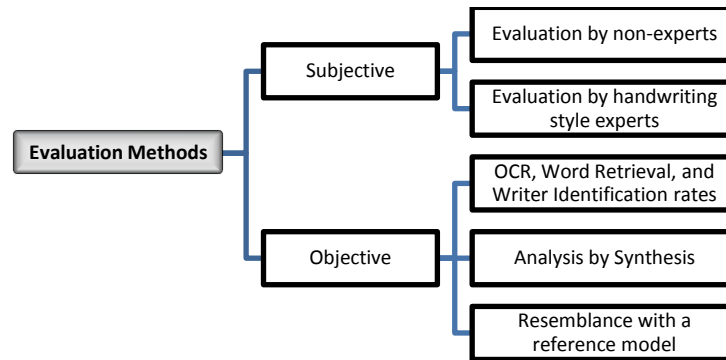 Evaluation Methods
Subjective
Evaluation by non-experts
Evaluation by handwriting
style experts
Objective
OCR, Word Retrieval, and
Writer Identification rates
Analysis by Synthesis
Resemblance with a
reference model